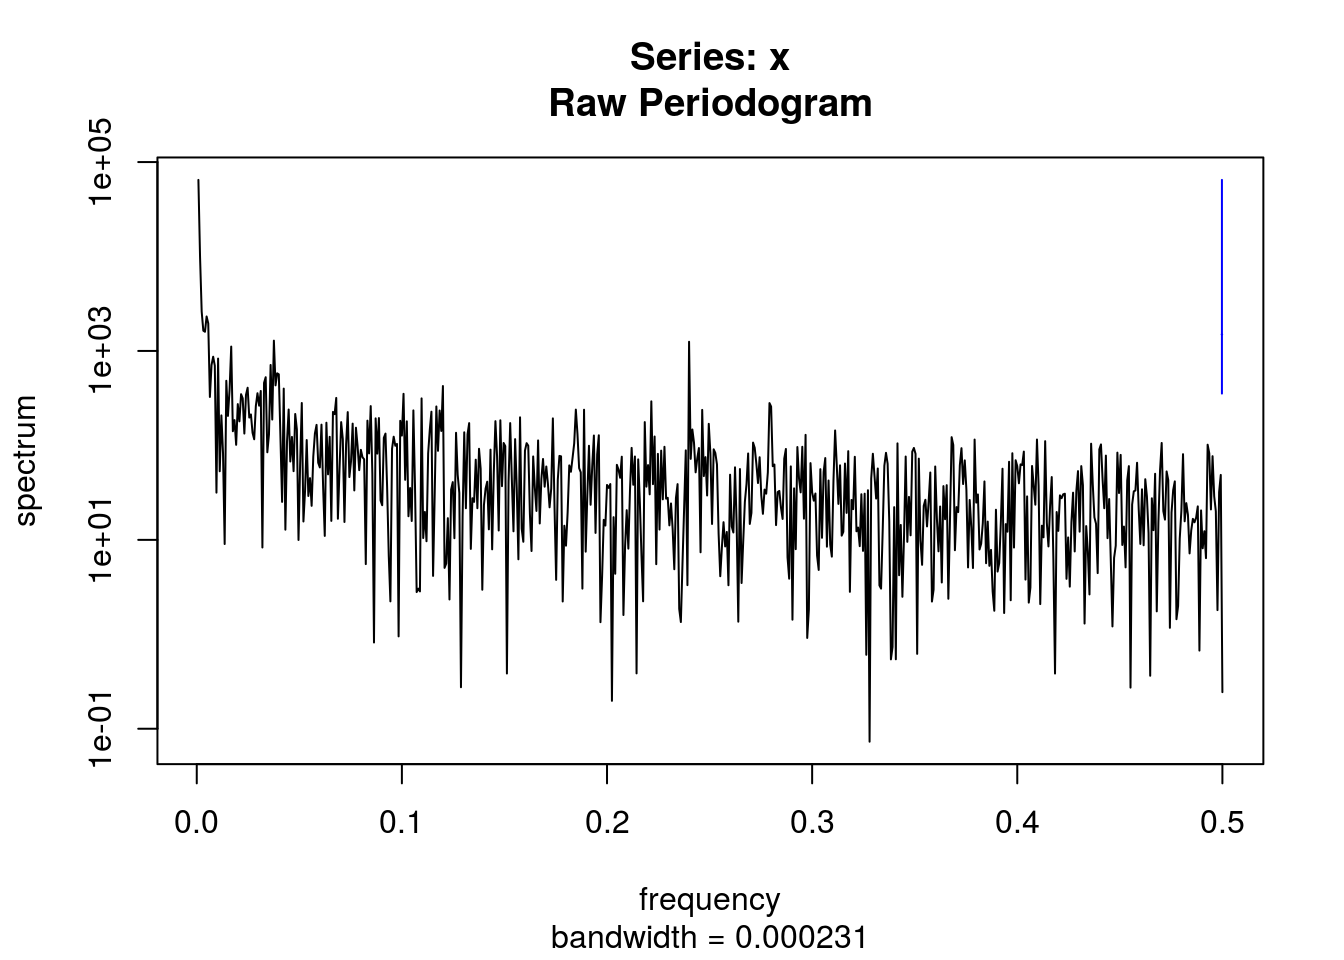 Series: x
Raw Periodogram
spectrum
1e+05
1e+03
1e+01
1e-01
0.0 0.1 0.2 0.3 0.4 0.5
frequency
bandwidth = 0.000231